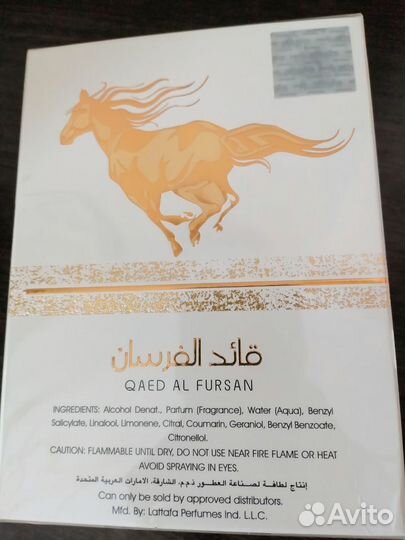 قائد الفرسان
QAED AL FURSAN
INGREDIENTS: Alcohol Denat., Parfum (Fragrance), Water (Aqua), Benzyl
Salicylate, Linalool, Limonene, Citral, Coumarin, Geraniol, Benzyl Benzoate,
Citronellol.
CAUTION: FLAMMABLE UNTIL DRY, DO NOT USE NEAR FIRE FLAME OR HEAT
AVOID SPRAYING IN EYES.
إنتاج لطافة لصناعة العطور ذ.م.م. الشارقة، الامارات العربية المتحدة
Can only be sold by approved distributors.
Mfd. By: Lattafa Perfumes Ind. L.L.C.
Avito